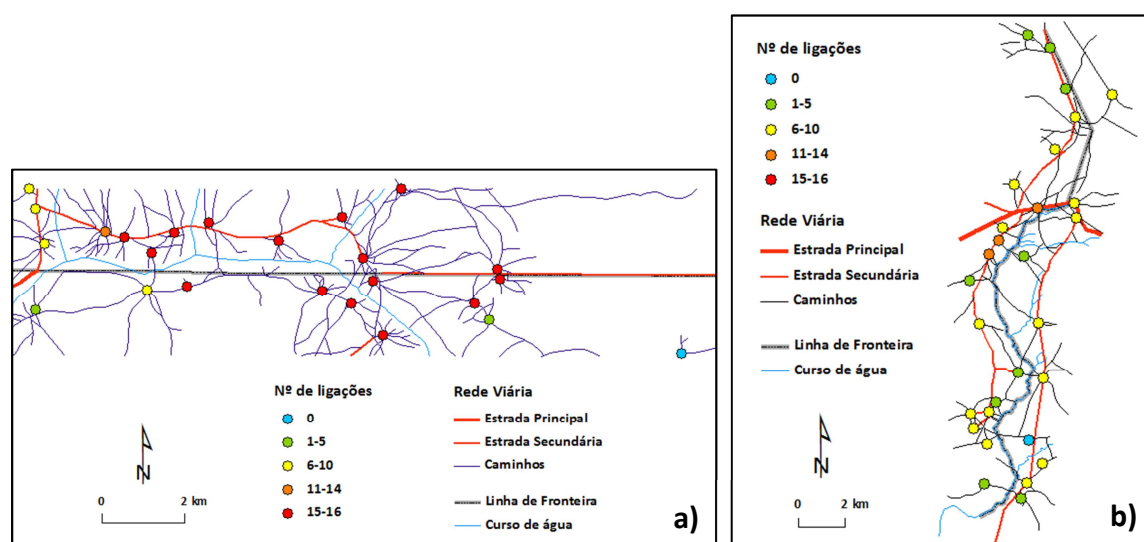 Nº de ligações
0
1-5
6-10
11-14
15-16
Rede Viária
Estrada Principal
Estrada Secundária
Caminhos
Linha de Fronteira
Curso de água
N
0 2 km
a)
Nº de ligações
0
1-5
6-10
11-14
15-16
Rede Viária
Estrada Principal
Estrada Secundária
Caminhos
Linha de Fronteira
Curso de água
N
0 2 km
b)